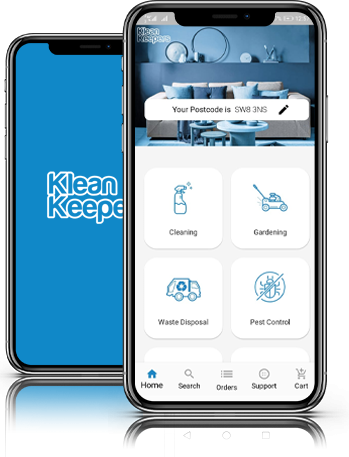 Klean
Keepe
Klean
Keepers
Your Postcode is SW8 3NS
Cleaning
Gardening
Waste Disposal
Pest Control
Home
Search
Orders
Support
Cart